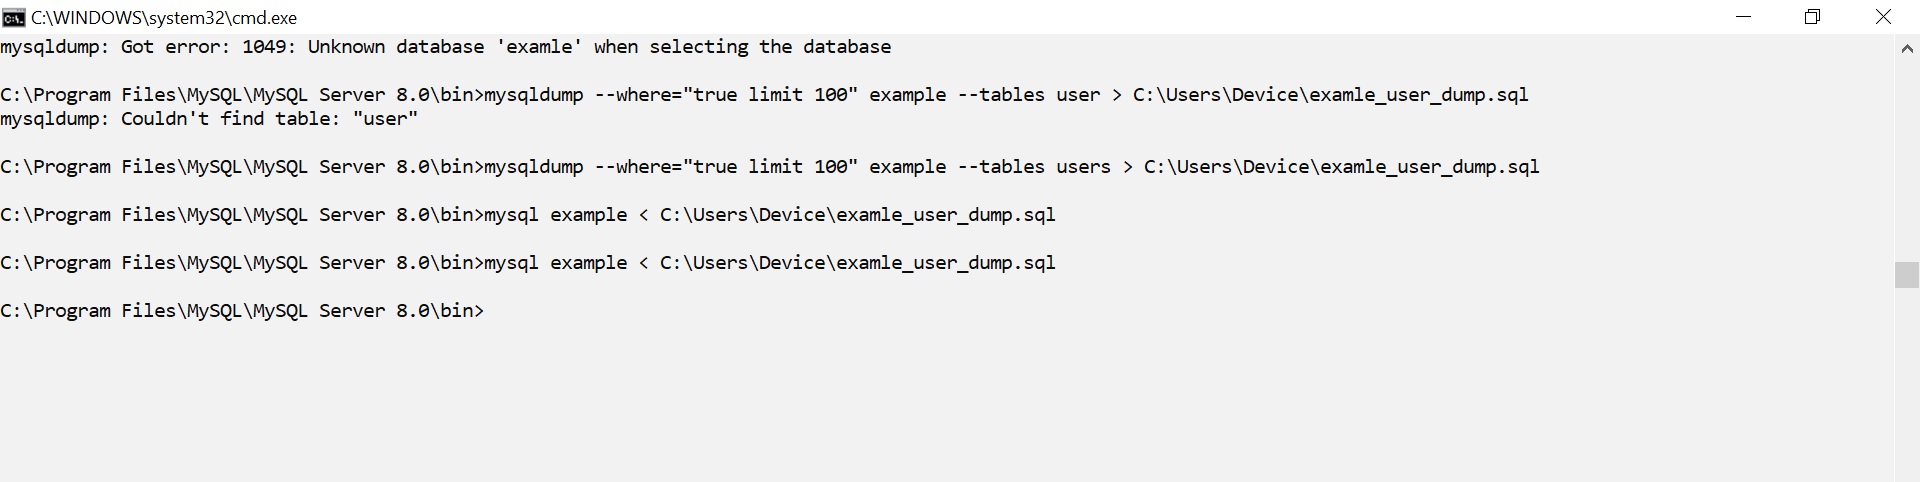 C:\WINDOWS\system32\cmd.exe
mysqldump: Got error: 1049: Unknown database 'examle' when selecting the database
C:\Program Files\MySQL\MySQL Server 8.0\bin>mysqldump --where="true limit 100" example --tables user > C:\Users\Device\examle_user_dump.sql
mysqldump: Couldn't find table: "user"
C:\Program Files\MySQL\MySQL Server 8.0\bin>mysqldump --where="true limit 100" example --tables users > C:\Users\Device\examle_user_dump.sql
C:\Program Files\MySQL\MySQL Server 8.0\bin>mysql example < C:\Users\Device\examle_user_dump.sql
C:\Program Files\MySQL\MySQL Server 8.0\bin>mysql example < C:\Users\Device\examle_user_dump.sql
C:\Program Files\MySQL\MySQL Server 8.0\bin>